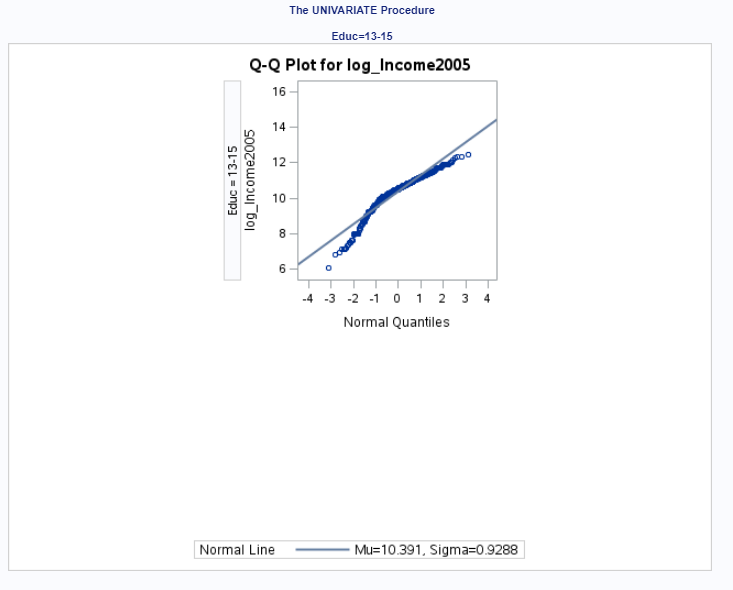 The UNIVARIATE Procedure
Educ=13-15
Q-Q Plot for log_Income2005
Educ = 13-15
log_Income2005
16
14
12
10
8
6
-4 -3 -2 -1 0 1 2 3 4
Normal Quantiles
Normal Line Mu=10.391, Sigma=0.9288